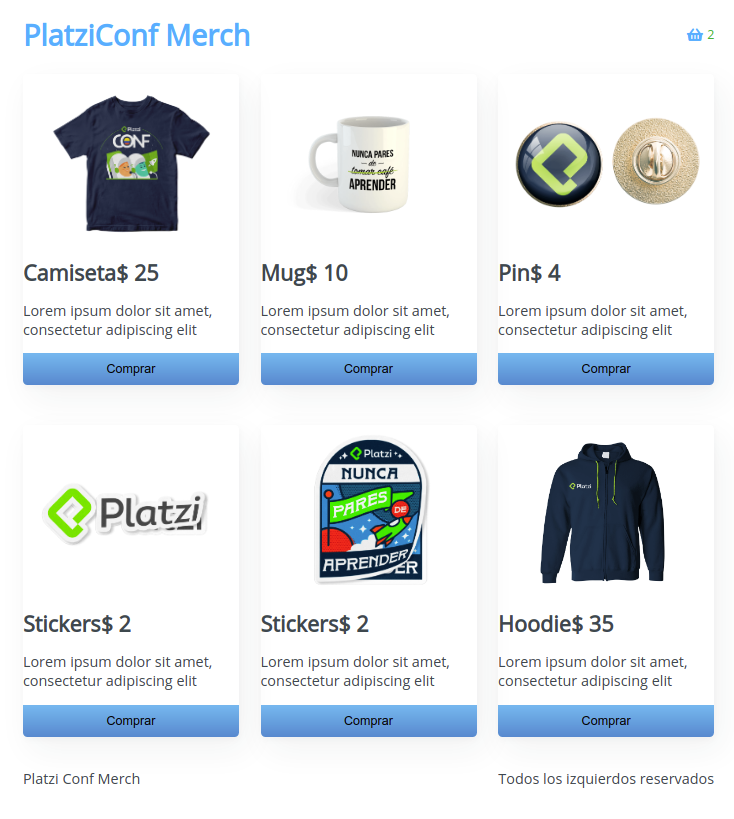 PlatziConf Merch
2
Platzi
CONF
NUNCA PARES
de
tomar café
APRENDER
Camiseta$ 25
Mug$ 10
Pin$ 4
Lorem ipsum dolor sit amet,
consectetur adipiscing elit
Lorem ipsum dolor sit amet,
consectetur adipiscing elit
Lorem ipsum dolor sit amet,
consectetur adipiscing elit
Comprar
Comprar
Comprar
Platzi
Platzi
NUNCA
PARES
DE
APRENDER
Platzi
Stickers$ 2
Stickers$ 2
Hoodie$ 35
Lorem ipsum dolor sit amet,
consectetur adipiscing elit
Lorem ipsum dolor sit amet,
consectetur adipiscing elit
Lorem ipsum dolor sit amet,
consectetur adipiscing elit
Comprar
Comprar
Comprar
Platzi Conf Merch
Todos los izquierdos reservados